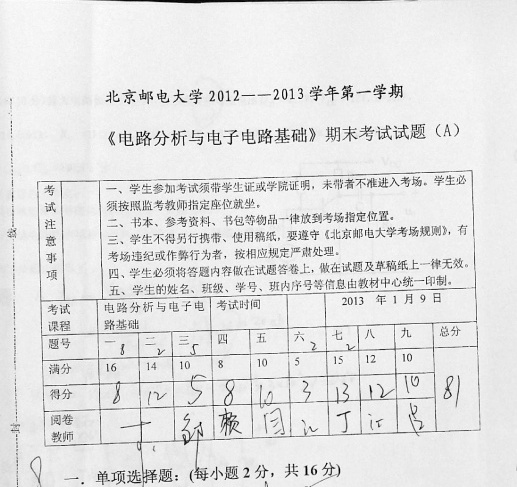 北京邮电大学2012——2013学年第一学期
《电路分析与电子电路基础》期末考试试题（A）
考试注意事项
一、学生参加考试须带学生证或学院证明，未带者不准进入考场。学生必
须按照监考教师指定座位就坐。
二、书本、参考资料、书包等物品一律放到考场指定位置。
三、学生不得另行携带、使用稿纸，要遵守《北京邮电大学考场规则》，有
考场违纪或作弊行为者，按相应规定严肃处理。
四、学生必须将答题内容做在试题答卷上，做在试题及草稿纸上一律无效。
五、学生的姓名、班级、学号、班内序号等信息由教材中心统一印制。
考试课程 电路分析与电子电路基础 考试时间 2013 年 1 月 9 日
题号 一 二 三 四 五 六 七 八 九 总分
8 2 5 2 2
满分 16 14 10 8 10 5 15 12 10
得分 8 12 5 8 10 3 13 12 10 81
阅卷教师 赖 闫 江 丁 江
8
一．单项选择题：(每小题 2 分，共 16 分)